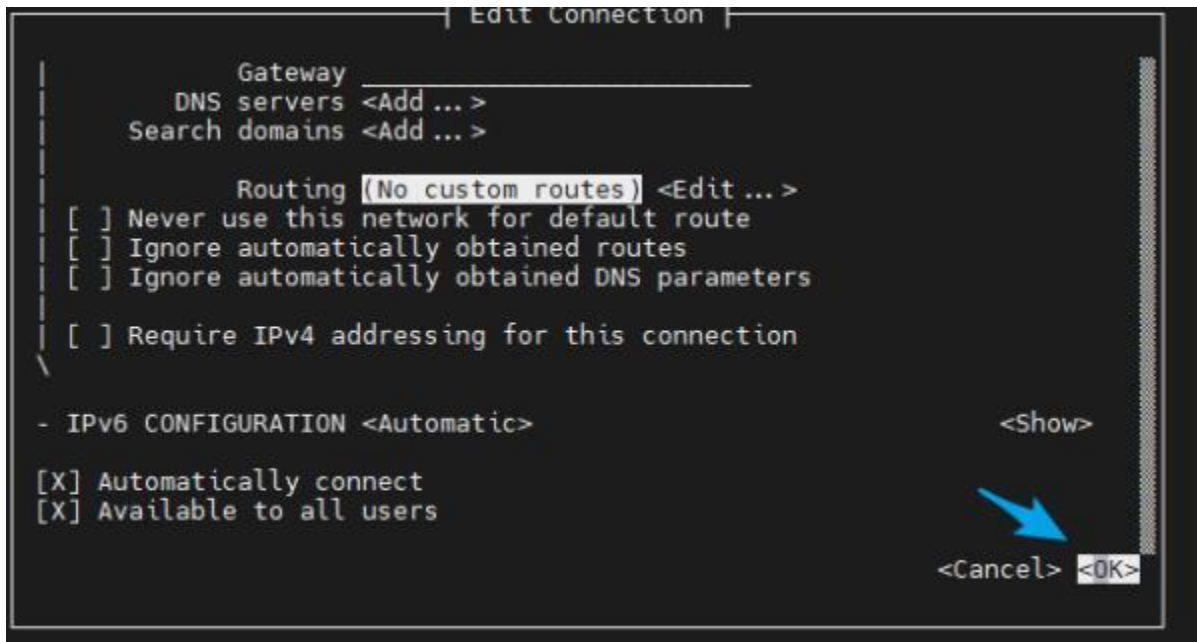 Edit Connection
Gateway
DNS servers <Add ... >
Search domains <Add ... >
Routing (No custom routes) <Edit ... >
[ ] Never use this network for default route
[ ] Ignore automatically obtained routes
[ ] Ignore automatically obtained DNS parameters
[ ] Require IPv4 addressing for this connection
- IPv6 CONFIGURATION <Automatic> <Show>
[X] Automatically connect
[X] Available to all users
<Cancel> <OK>